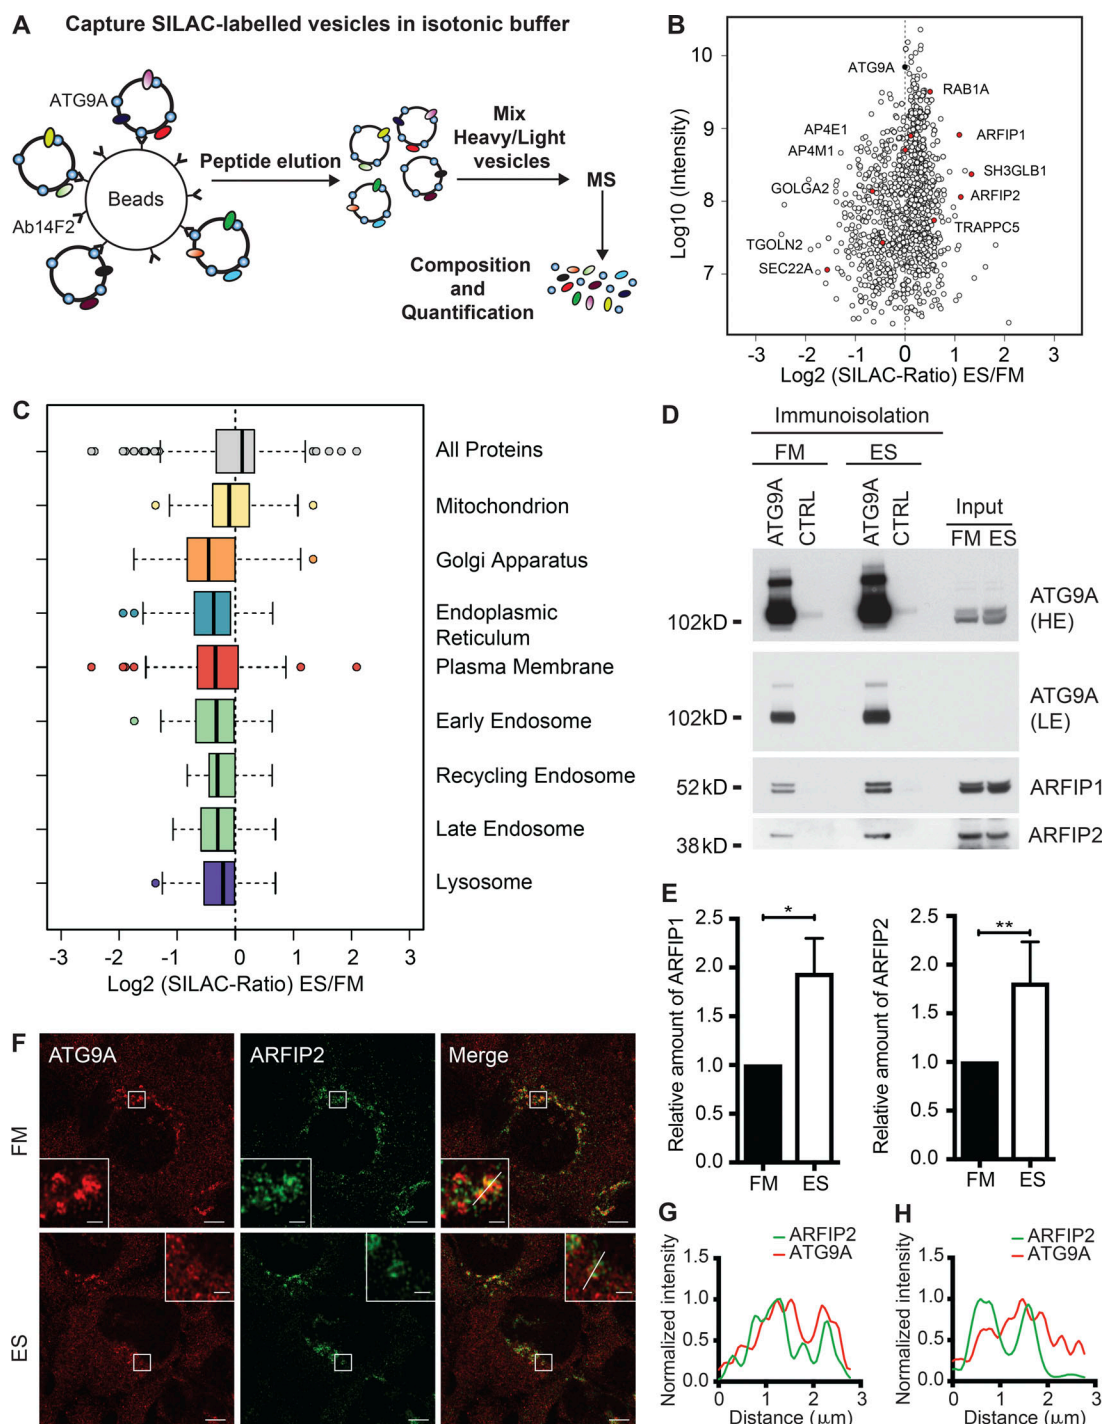 A Capture SILAC-labelled vesicles in isotonic buffer
ATG9A
Ab14F2
Beads
Peptide elution
Mix
Heavy/Light
vesicles
MS
Composition
and
Quantification
B
Log10 (Intensity)
10
9
8
7
ATG9A
RAB1A
AP4E1
ARFIP1
AP4M1
SH3GLB1
GOLGA2
ARFIP2
TGOLN2
TRAPPC5
SEC22A
-3 -2 -1 0 1 2 3
Log2 (SILAC-Ratio) ES/FM
C
All Proteins
Mitochondrion
Golgi Apparatus
Endoplasmic
Reticulum
Plasma Membrane
Early Endosome
Recycling Endosome
Late Endosome
Lysosome
-3 -2 -1 0 1 2 3
Log2 (SILAC-Ratio) ES/FM
D
Immunoisolation
FM ES
ATG9A CTRL ATG9A CTRL
Input
FM ES
102kD
ATG9A
(HE)
102kD
ATG9A
(LE)
52kD
ARFIP1
38kD
ARFIP2
E
Relative amount of ARFIP1
2.5
2.0
1.5
1.0
0.5
0.0
*
FM ES
Relative amount of ARFIP2
2.5
2.0
1.5
1.0
0.5
0.0
**
FM ES
F
ATG9A ARFIP2 Merge
FM
ES
G
ARFIP2
ATG9A
Normalized intensity
1.5
1.0
0.5
0.0
0 1 2 3
Distance (μm)
H
ARFIP2
ATG9A
Normalized intensity
1.5
1.0
0.5
0.0
0 1 2 3
Distance (μm)